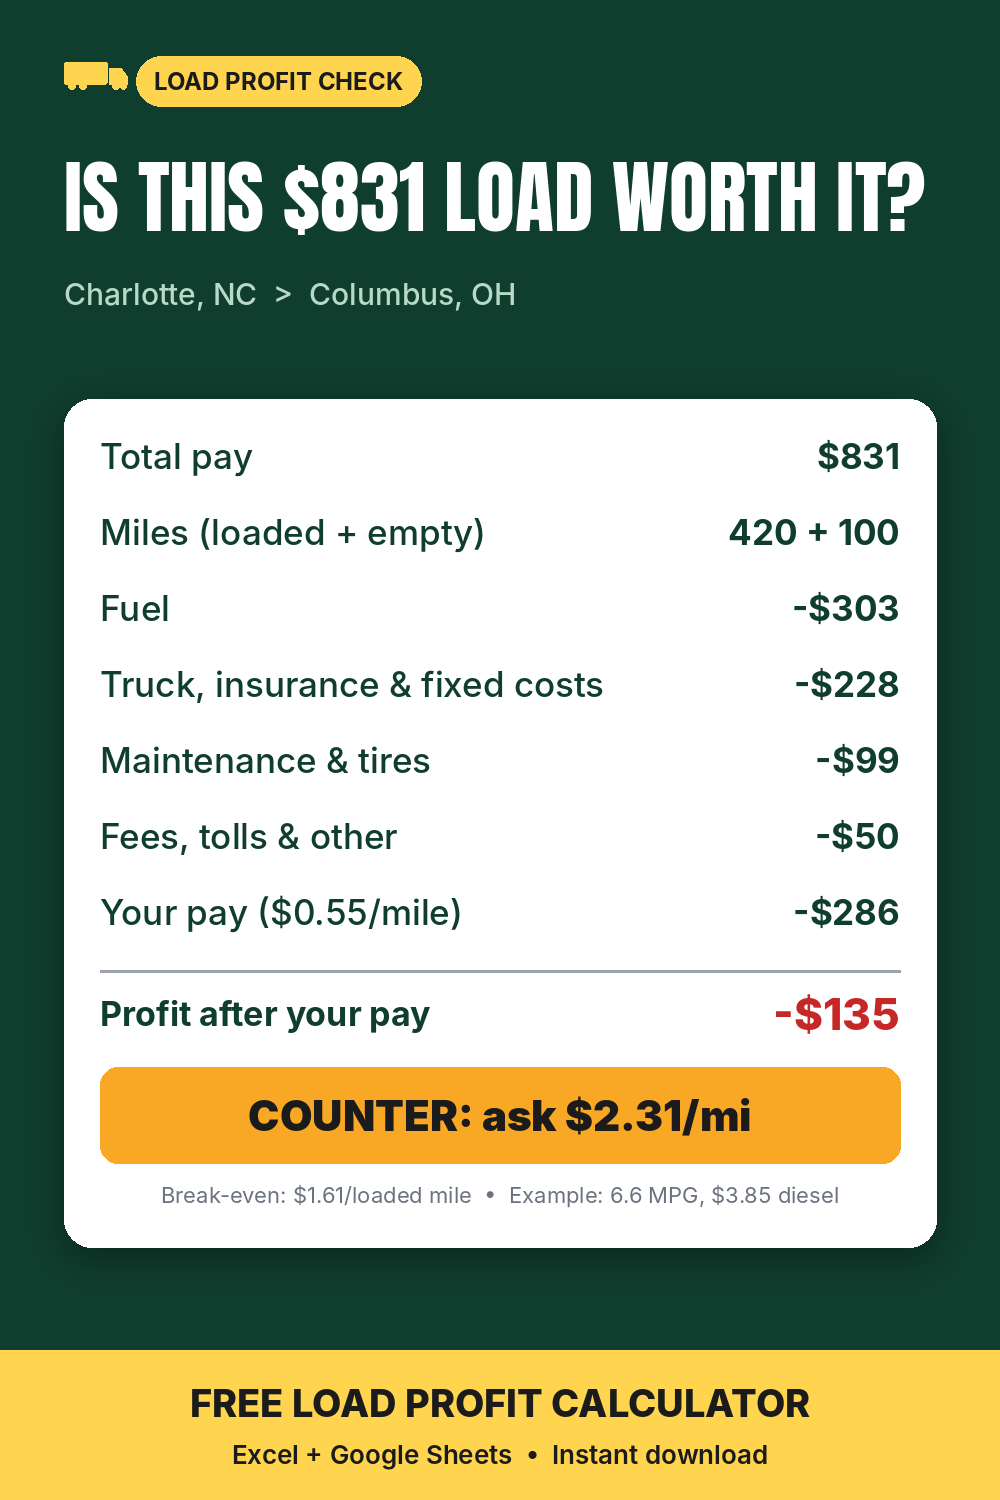 LOAD PROFIT CHECK
IS THIS $831 LOAD WORTH IT?
Charlotte, NC > Columbus, OH
Total pay $831
Miles (loaded + empty) 420 + 100
Fuel -$303
Truck, insurance & fixed costs -$228
Maintenance & tires -$99
Fees, tolls & other -$50
Your pay ($0.55/mile) -$286
Profit after your pay -$135
COUNTER: ask $2.31/mi
Break-even: $1.61/loaded mile • Example: 6.6 MPG, $3.85 diesel
FREE LOAD PROFIT CALCULATOR
Excel + Google Sheets • Instant download